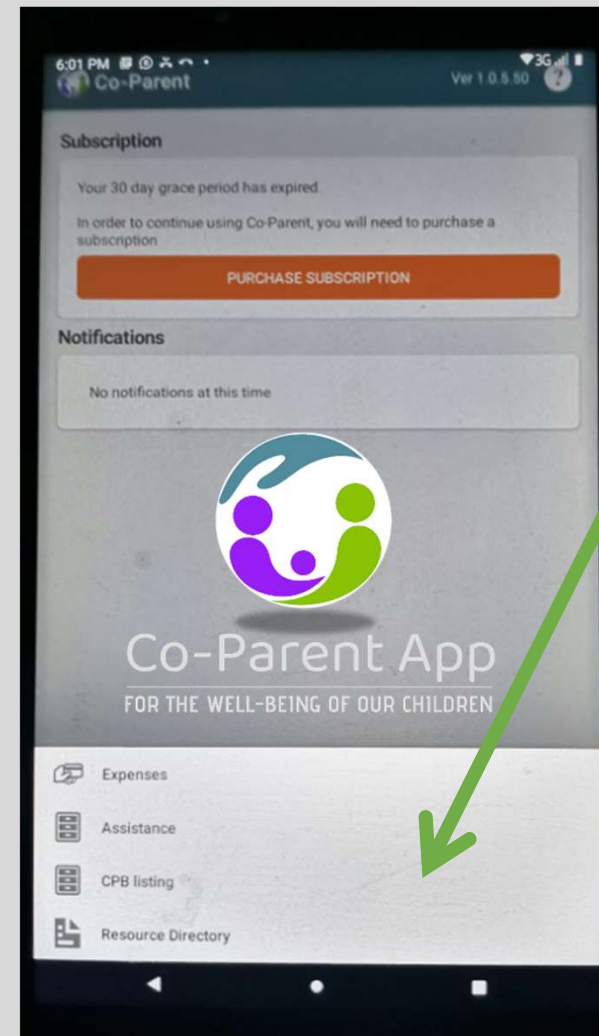 6:01 PM
3G
Co-Parent
Ver 1.0.5.50
?
Subscription
Your 30 day grace period has expired.
In order to continue using Co-Parent, you will need to purchase a
subscription
PURCHASE SUBSCRIPTION
Notifications
No notifications at this time
Co-Parent App
FOR THE WELL-BEING OF OUR CHILDREN
Expenses
Assistance
CPB listing
Resource Directory